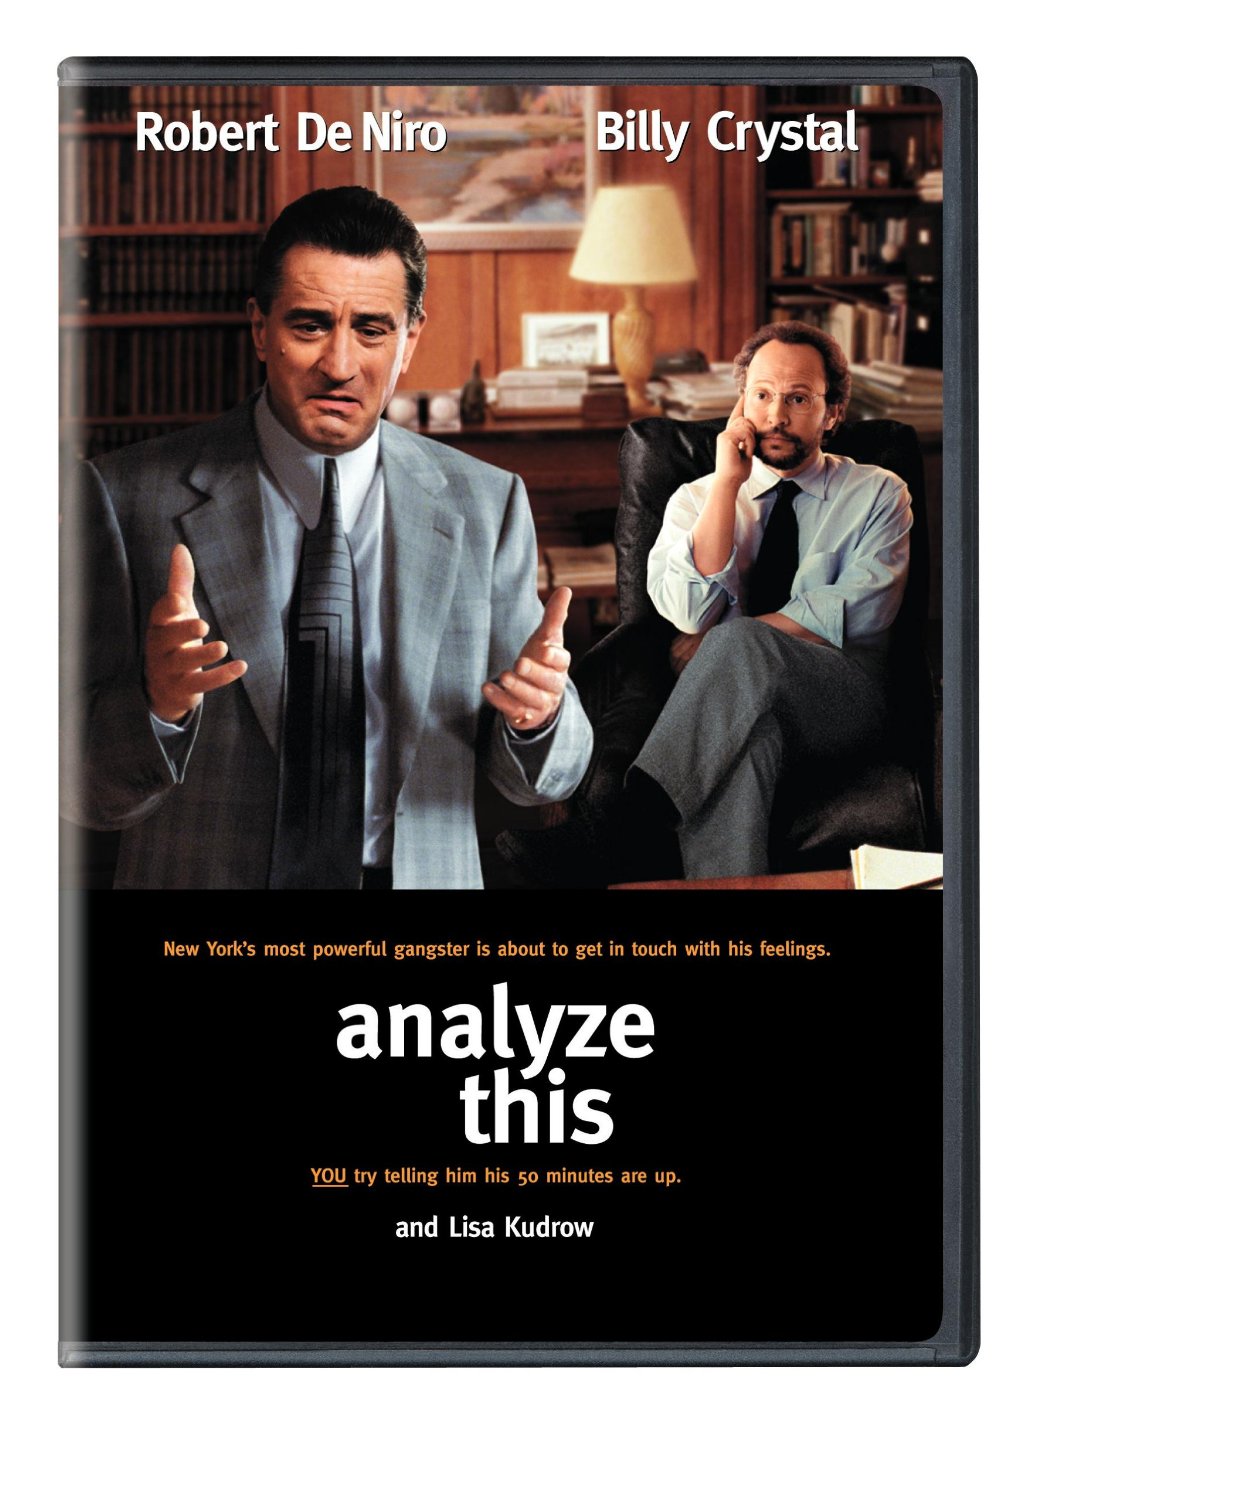 Robert De Niro Billy Crystal
New York's most powerful gangster is about to get in touch with his feelings.
analyze
this
YOU try telling him his 50 minutes are up.
and Lisa Kudrow